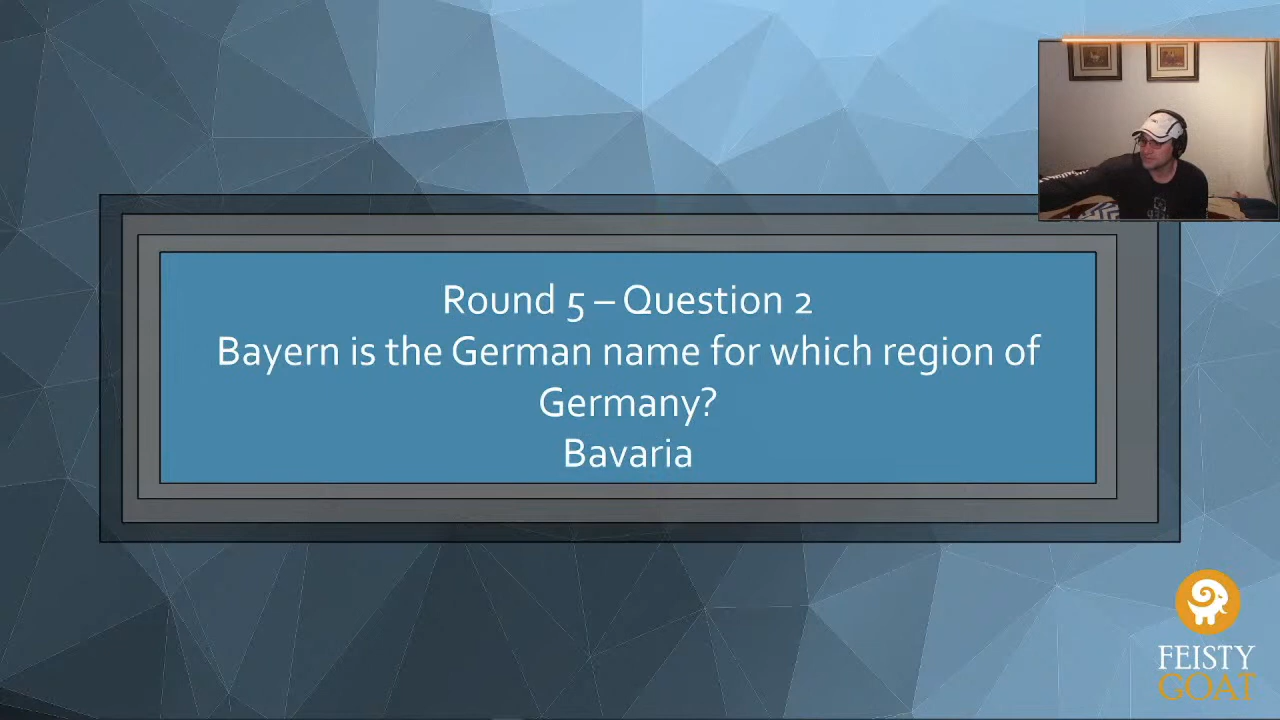 Round 5 – Question 2
Bayern is the German name for which region of
Germany?
Bavaria
FEISTY
GOAT